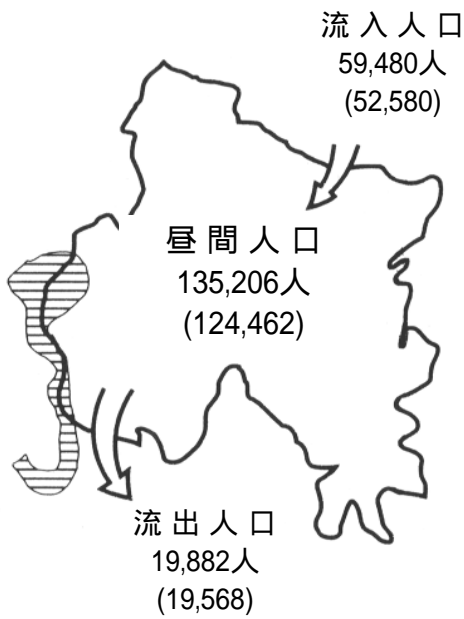 流入人口
59,480人
(52,580)
昼間人口
135,206人
(124,462)
流出人口
19,882人
(19,568)